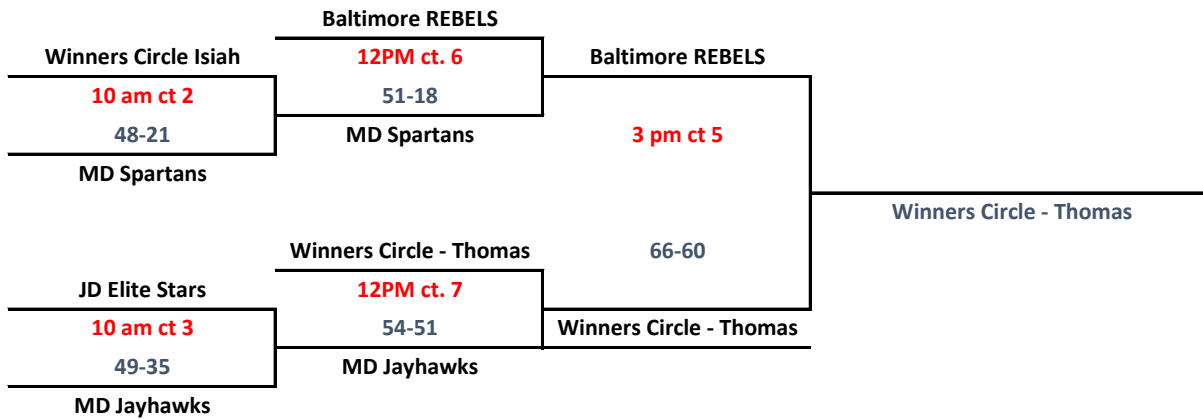 Baltimore REBELS
Winners Circle Isiah
12PM ct. 6
Baltimore REBELS
10 am ct 2
51-18
48-21
MD Spartans
3 pm ct 5
MD Spartans
Winners Circle - Thomas
Winners Circle - Thomas
66-60
JD Elite Stars
12PM ct. 7
10 am ct 3
54-51
Winners Circle - Thomas
49-35
MD Jayhawks
MD Jayhawks